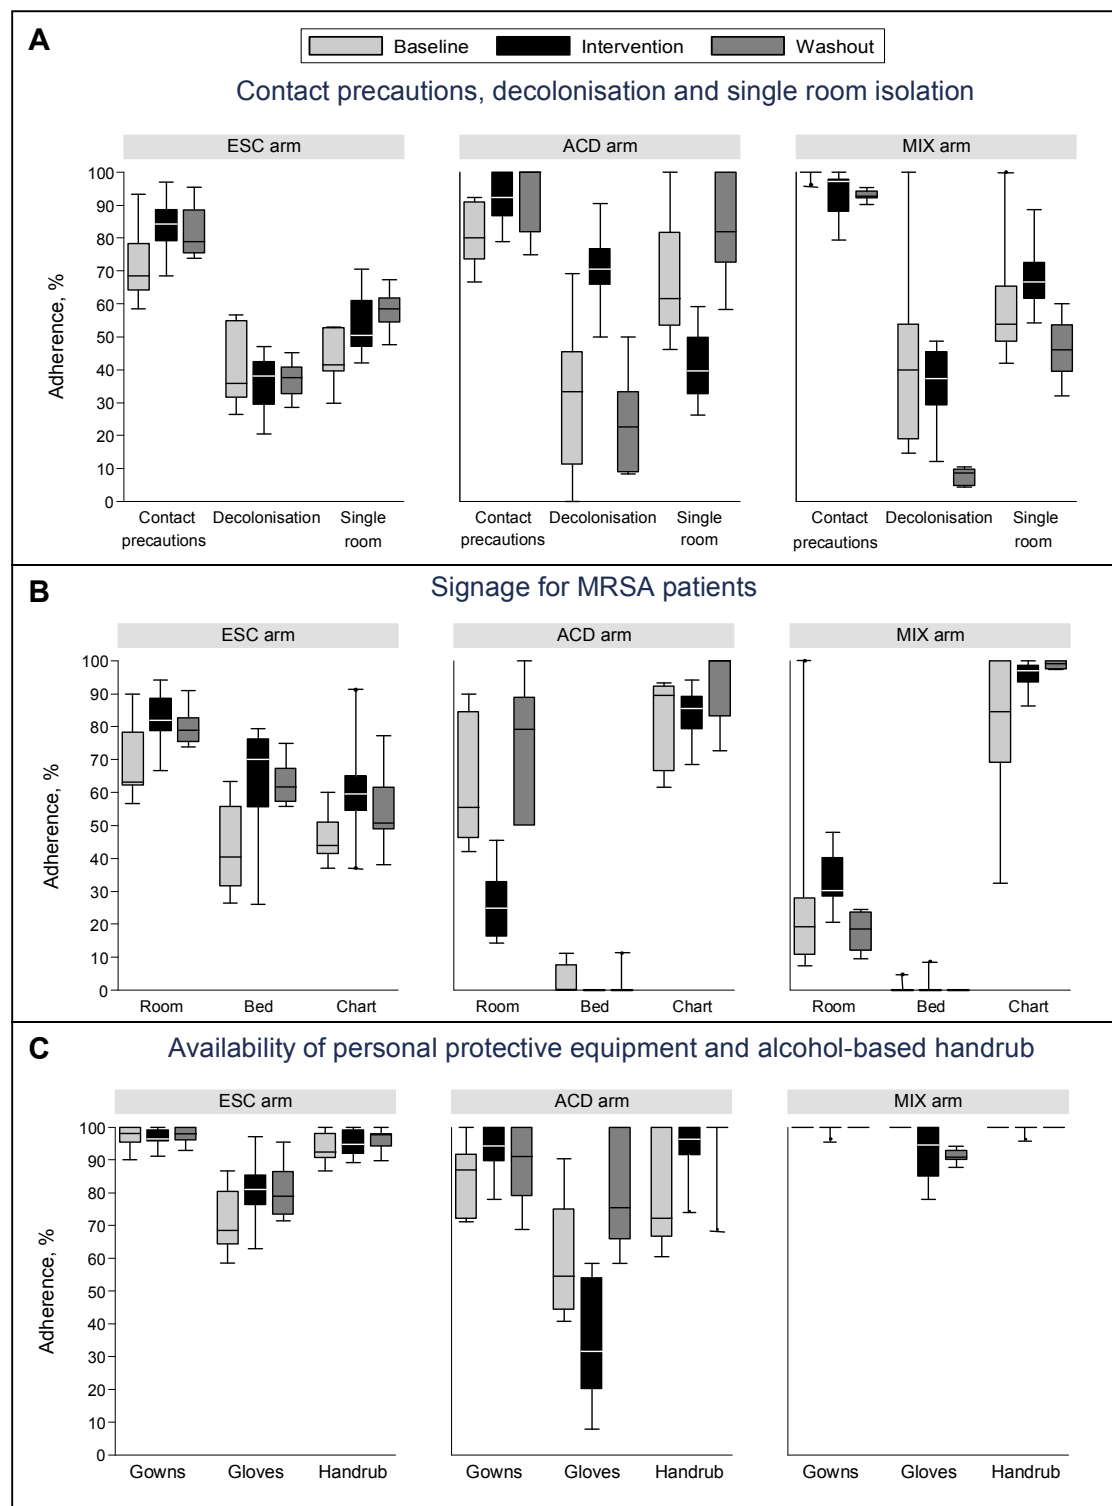 A
Baseline Intervention Washout
Contact precautions, decolonisation and single room isolation
ESC arm ACD arm MIX arm
Adherence, %
100
90
80
70
60
50
40
30
20
10
0
Contact precautions Decolonisation Single room
Contact precautions Decolonisation Single room
Contact precautions Decolonisation Single room
B
Signage for MRSA patients
ESC arm ACD arm MIX arm
Adherence, %
100
90
80
70
60
50
40
30
20
10
0
Room Bed Chart Room Bed Chart Room Bed Chart
C
Availability of personal protective equipment and alcohol-based handrub
ESC arm ACD arm MIX arm
Adherence, %
100
90
80
70
60
50
40
30
20
10
0
Gowns Gloves Handrub Gowns Gloves Handrub Gowns Gloves Handrub